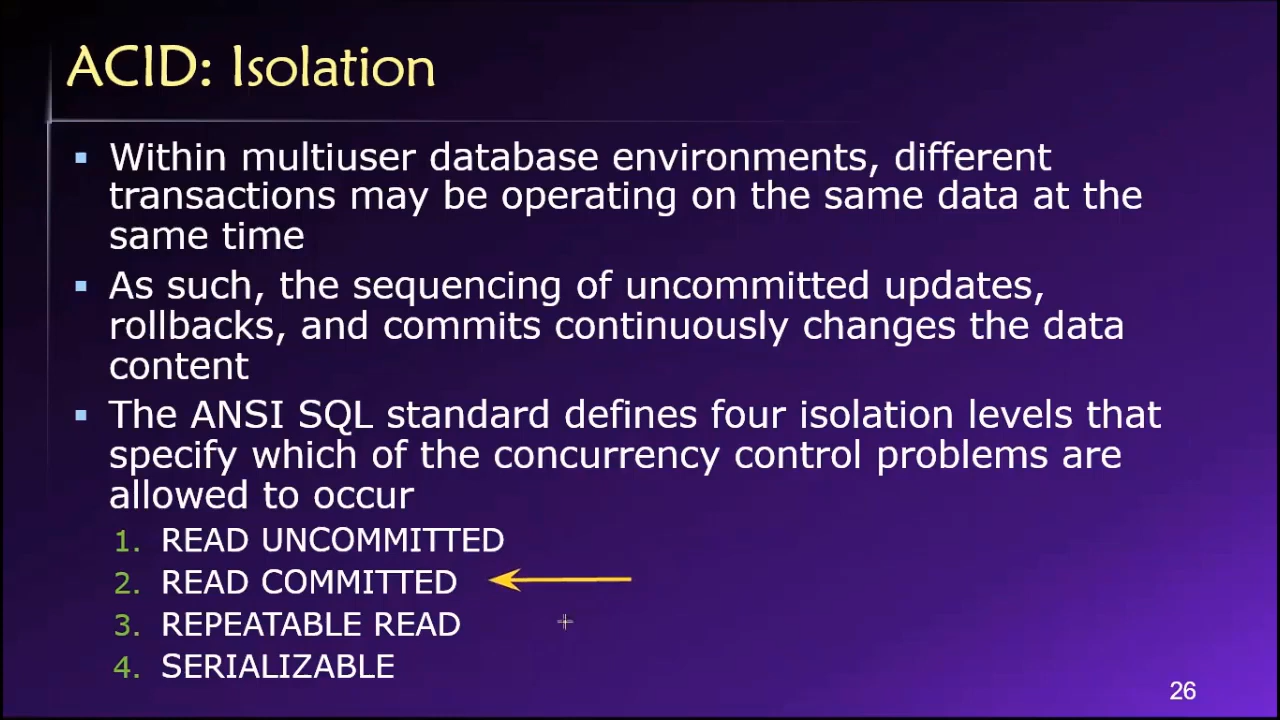 ACID: Isolation
▪ Within multiuser database environments, different
transactions may be operating on the same data at the
same time
▪ As such, the sequencing of uncommitted updates,
rollbacks, and commits continuously changes the data
content
▪ The ANSI SQL standard defines four isolation levels that
specify which of the concurrency control problems are
allowed to occur
1. READ UNCOMMITTED
2. READ COMMITTED
3. REPEATABLE READ
4. SERIALIZABLE
26